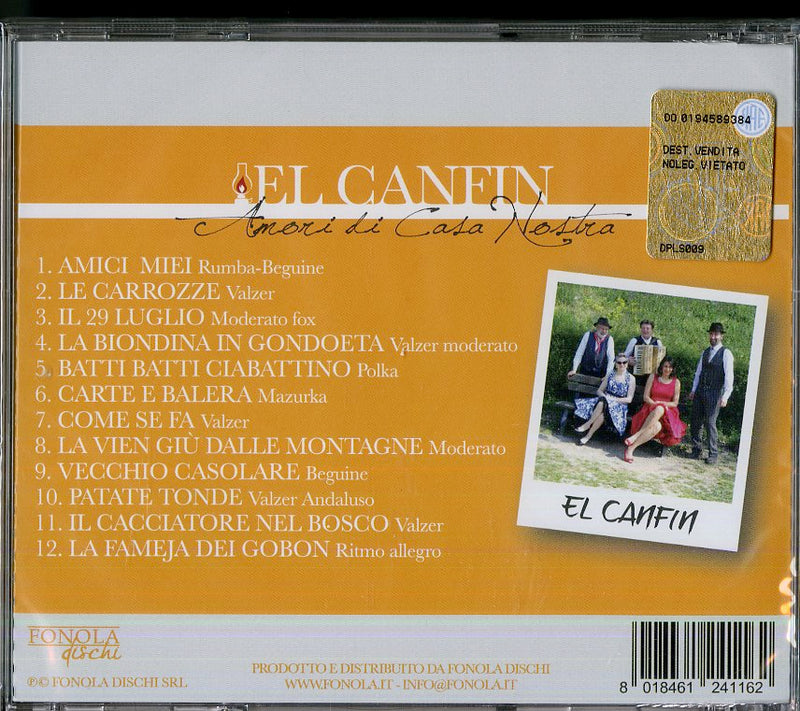 DO 0194589384
DEST. VENDITA
NOLEG. VIETATO
DPLS009
EL CANFIN
Amori di Casa Nostra
1. AMICI MIEI Rumba-Beguine
2. LE CARROZZE Valzer
3. IL 29 LUGLIO Moderato fox
4. LA BIONDINA IN GONDOETA Valzer moderato
5. BATTI BATTI CIABATTINO Polka
6. CARTE E BALERA Mazurka
7. COME SE FA Valzer
8. LA VIEN GIÙ DALLE MONTAGNE Moderato
9. VECCHIO CASOLARE Beguine
10. PATATE TONDE Valzer Andaluso
11. IL CACCIATORE NEL BOSCO Valzer
12. LA FAMEJA DEI GOBON Ritmo allegro
EL CANFIN
FONOLA
dischi
℗© FONOLA DISCHI SRL
PRODOTTO E DISTRIBUITO DA FONOLA DISCHI
WWW.FONOLA.IT - INFO@FONOLA.IT
8 018461 241162